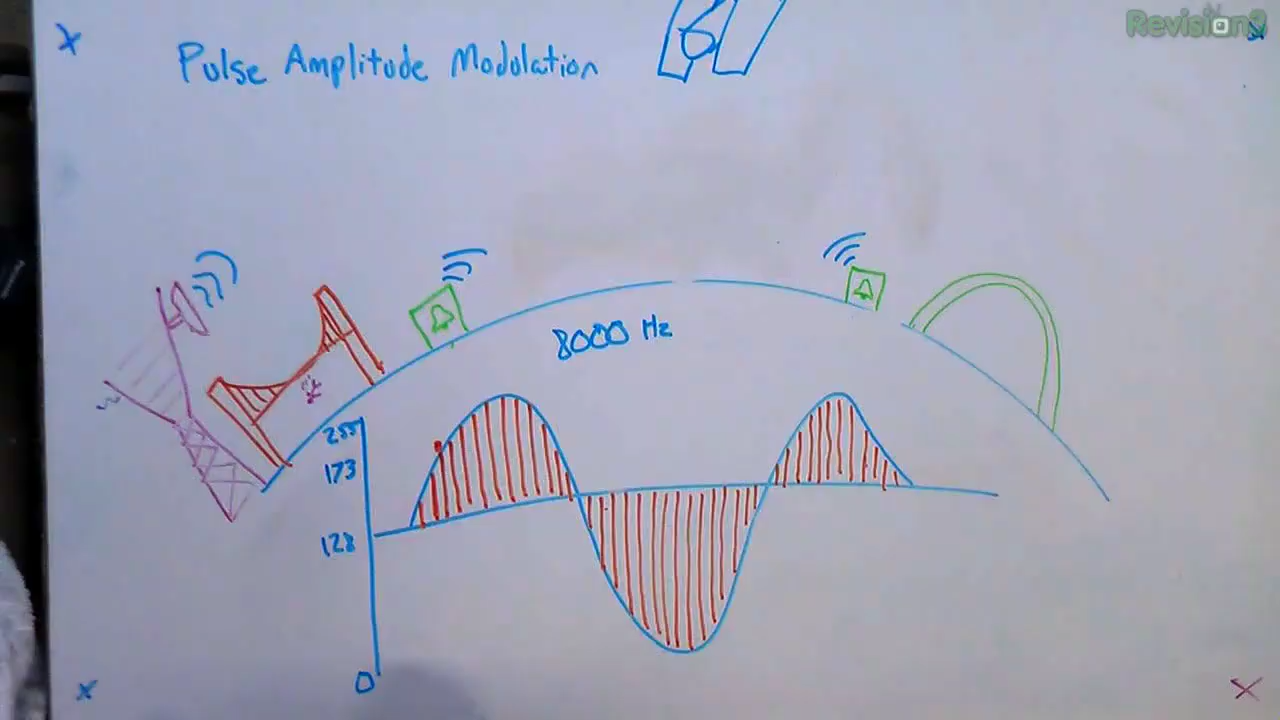 Revision3
Pulse Amplitude Modulation
8000 Hz
255
173
128
0